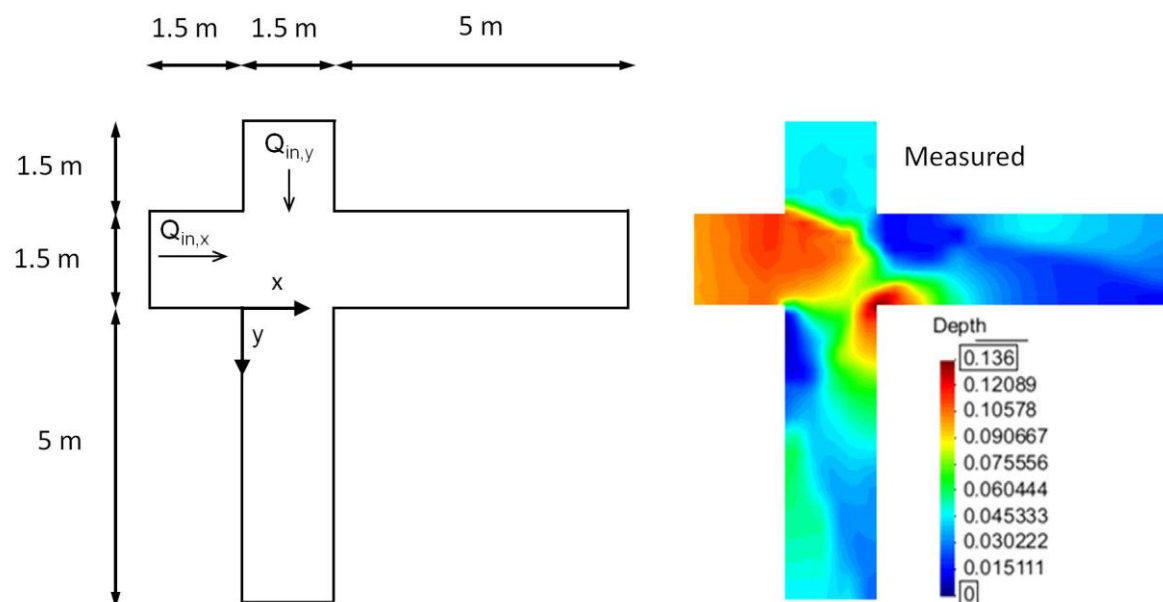 1.5 m
1.5 m
5 m
1.5 m
1.5 m
5 m
Qin,y
Qin,x
x
y
Measured
Depth
0.136
0.12089
0.10578
0.090667
0.075556
0.060444
0.045333
0.030222
0.015111
0